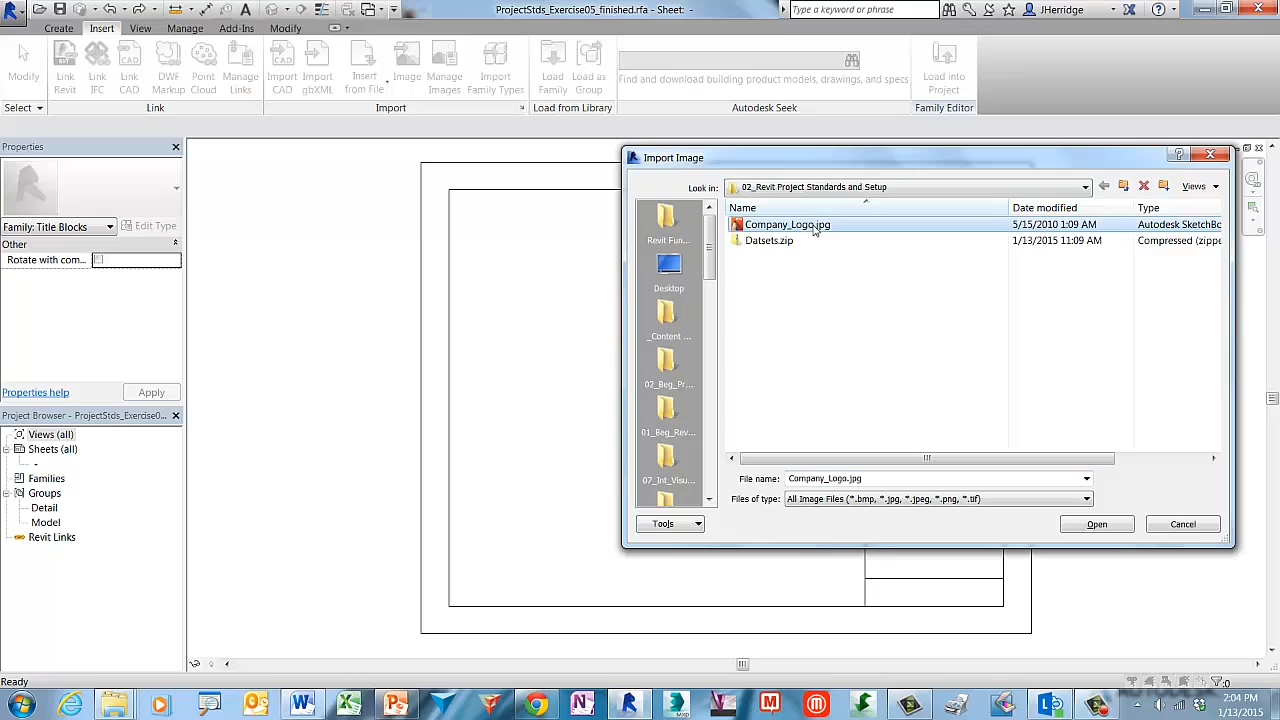 ProjectStds_Exercise05_finished.rfa - Sheet: -
Type a keyword or phrase
JHerridge
Create Insert View Manage Add-Ins Modify
Modify
Link Revit
Link IFC
Link CAD
DWF Markup
Point Cloud
Manage Links
Import CAD
Import gbXML
Insert from File
Image
Manage Images
Import Family Types
Load Family
Load as Group
Find and download building product models, drawings, and specs
Load into Project
Select
Link
Import
Load from Library
Autodesk Seek
Family Editor
Properties
Family: Title Blocks
Edit Type
Other
Rotate with com...
Properties help
Apply
Project Browser - ProjectStds_Exercise0...
Views (all)
Sheets (all)
-
Families
Groups
Detail
Model
Revit Links
Import Image
Look in:
02_Revit Project Standards and Setup
Views
Name Date modified Type
Company_Logo.jpg 5/15/2010 1:09 AM Autodesk SketchBo
Datsets.zip 1/13/2015 11:09 AM Compressed (zippe
Revit Fun...
Desktop
_Content ...
02_Beg_Pr...
01_Beg_Rev...
07_Int_Visu...
File name: Company_Logo.jpg
Files of type: All Image Files (*.bmp, *.jpg, *.jpeg, *.png, *.tif)
Tools
Open
Cancel
Ready
:0
2:04 PM
1/13/2015